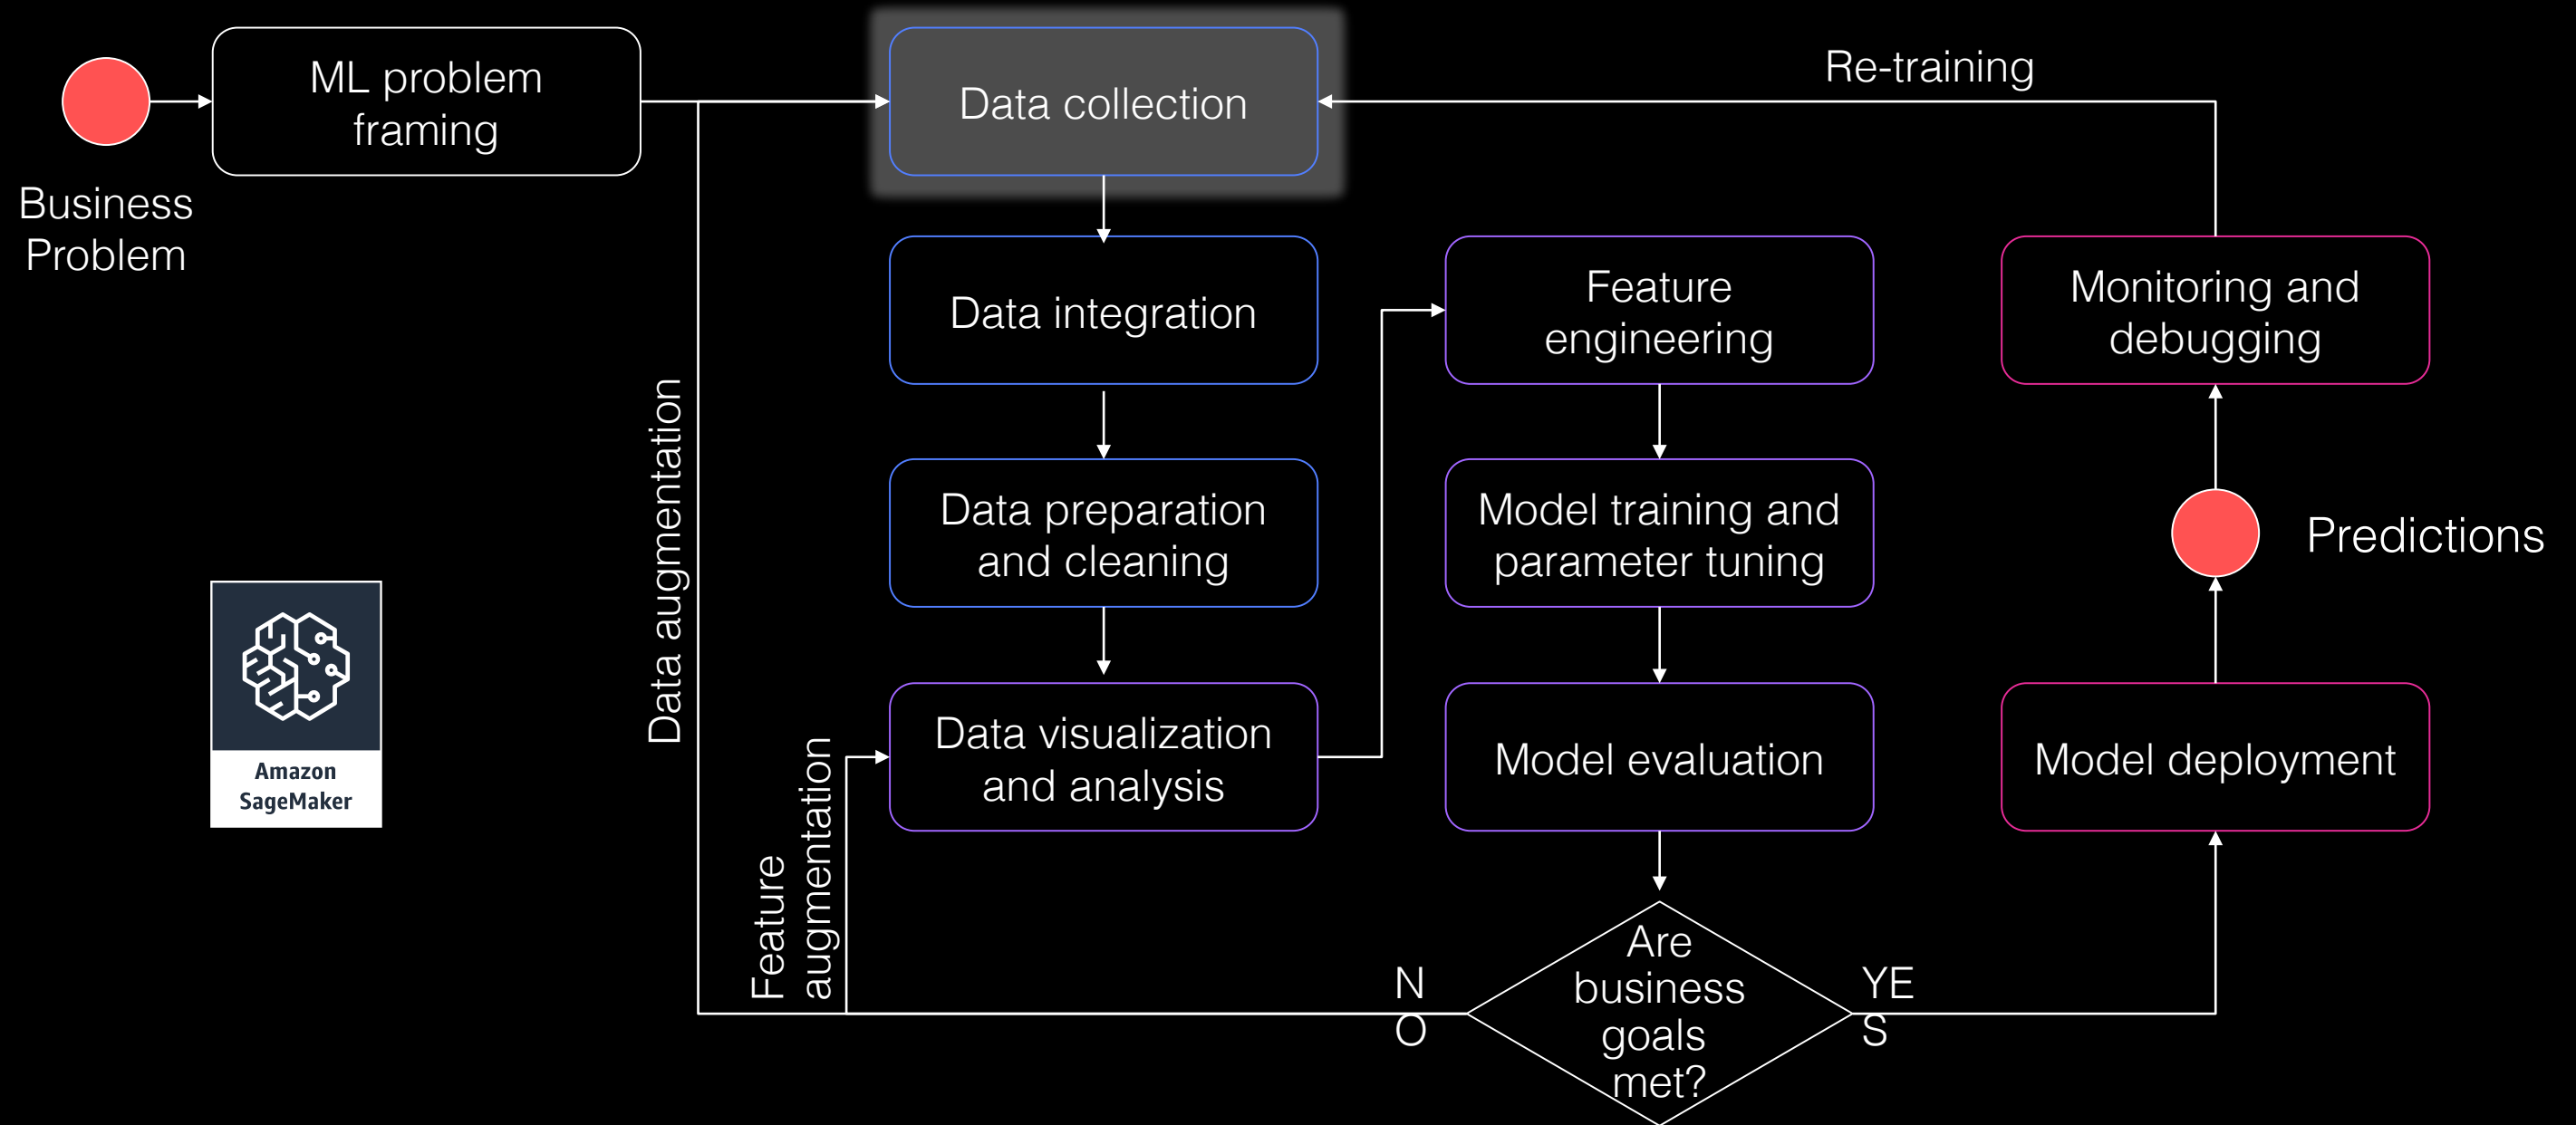 Business
Problem
ML problem
framing
Data collection
Re-training
Data integration
Feature
engineering
Monitoring and
debugging
Data augmentation
Data preparation
and cleaning
Model training and
parameter tuning
Predictions
Amazon
SageMaker
Feature
augmentation
Data visualization
and analysis
Model evaluation
Model deployment
N
O
Are
business
goals
met?
YE
S